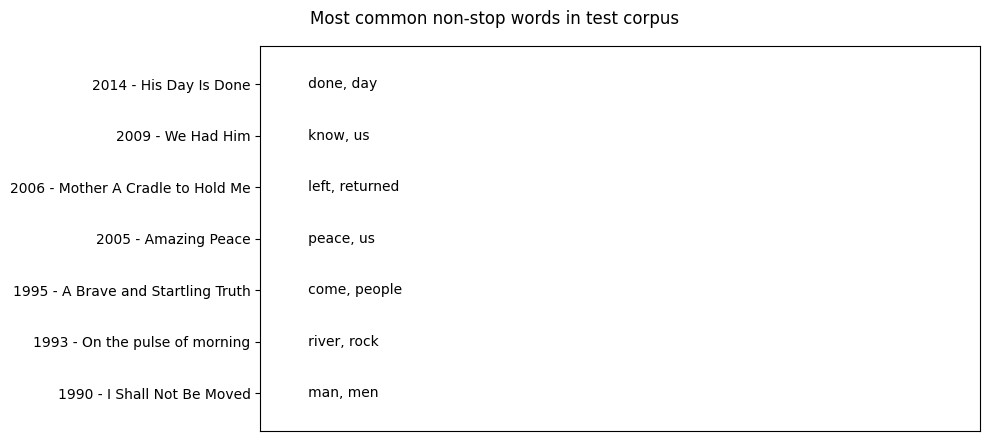 Most common non-stop words in test corpus
2014 - His Day Is Done done, day
2009 - We Had Him know, us
2006 - Mother A Cradle to Hold Me left, returned
2005 - Amazing Peace peace, us
1995 - A Brave and Startling Truth come, people
1993 - On the pulse of morning river, rock
1990 - I Shall Not Be Moved man, men